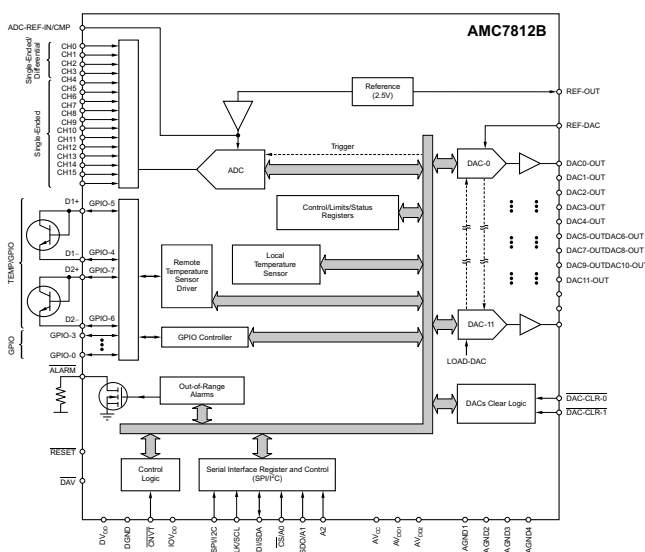 AMC7812B
ADC-REF-IN/CMP
Single-Ended/
Differential
CH0
CH1
CH2
CH3
CH4
CH5
CH6
CH7
CH8
CH9
CH10
CH11
CH12
CH13
CH14
CH15
Single-Ended
Reference
(2.5V)
REF-OUT
REF-DAC
ADC
Trigger
DAC-0
DAC0-OUT
DAC1-OUT
DAC2-OUT
DAC3-OUT
DAC4-OUT
DAC5-OUTDAC6-OUT
DAC7-OUTDAC8-OUT
DAC9-OUTDAC10-OUT
DAC11-OUT
TEMP/GPIO
D1+
GPIO-5
D1–
GPIO-4
D2+
GPIO-7
D2–
GPIO-6
GPIO
GPIO-3
GPIO-0
Control/Limits/Status
Registers
Remote
Temperature
Sensor
Driver
Local
Temperature
Sensor
GPIO Controller
DAC-11
LOAD-DAC
ALARM
Out-of-Range
Alarms
DACs Clear Logic
DAC-CLR-0
DAC-CLR-1
RESET
DAV
Control
Logic
Serial Interface Register and Control
(SPI/I²C)
DVDD
DGND
CNVT
IOVDD
SPI/I2C
LK/SCL
DI/SDA
CS/A0
SDO/A1
A2
AVCC
AVDD1
AVDD2
AGND1
AGND2
AGND3
AGND4